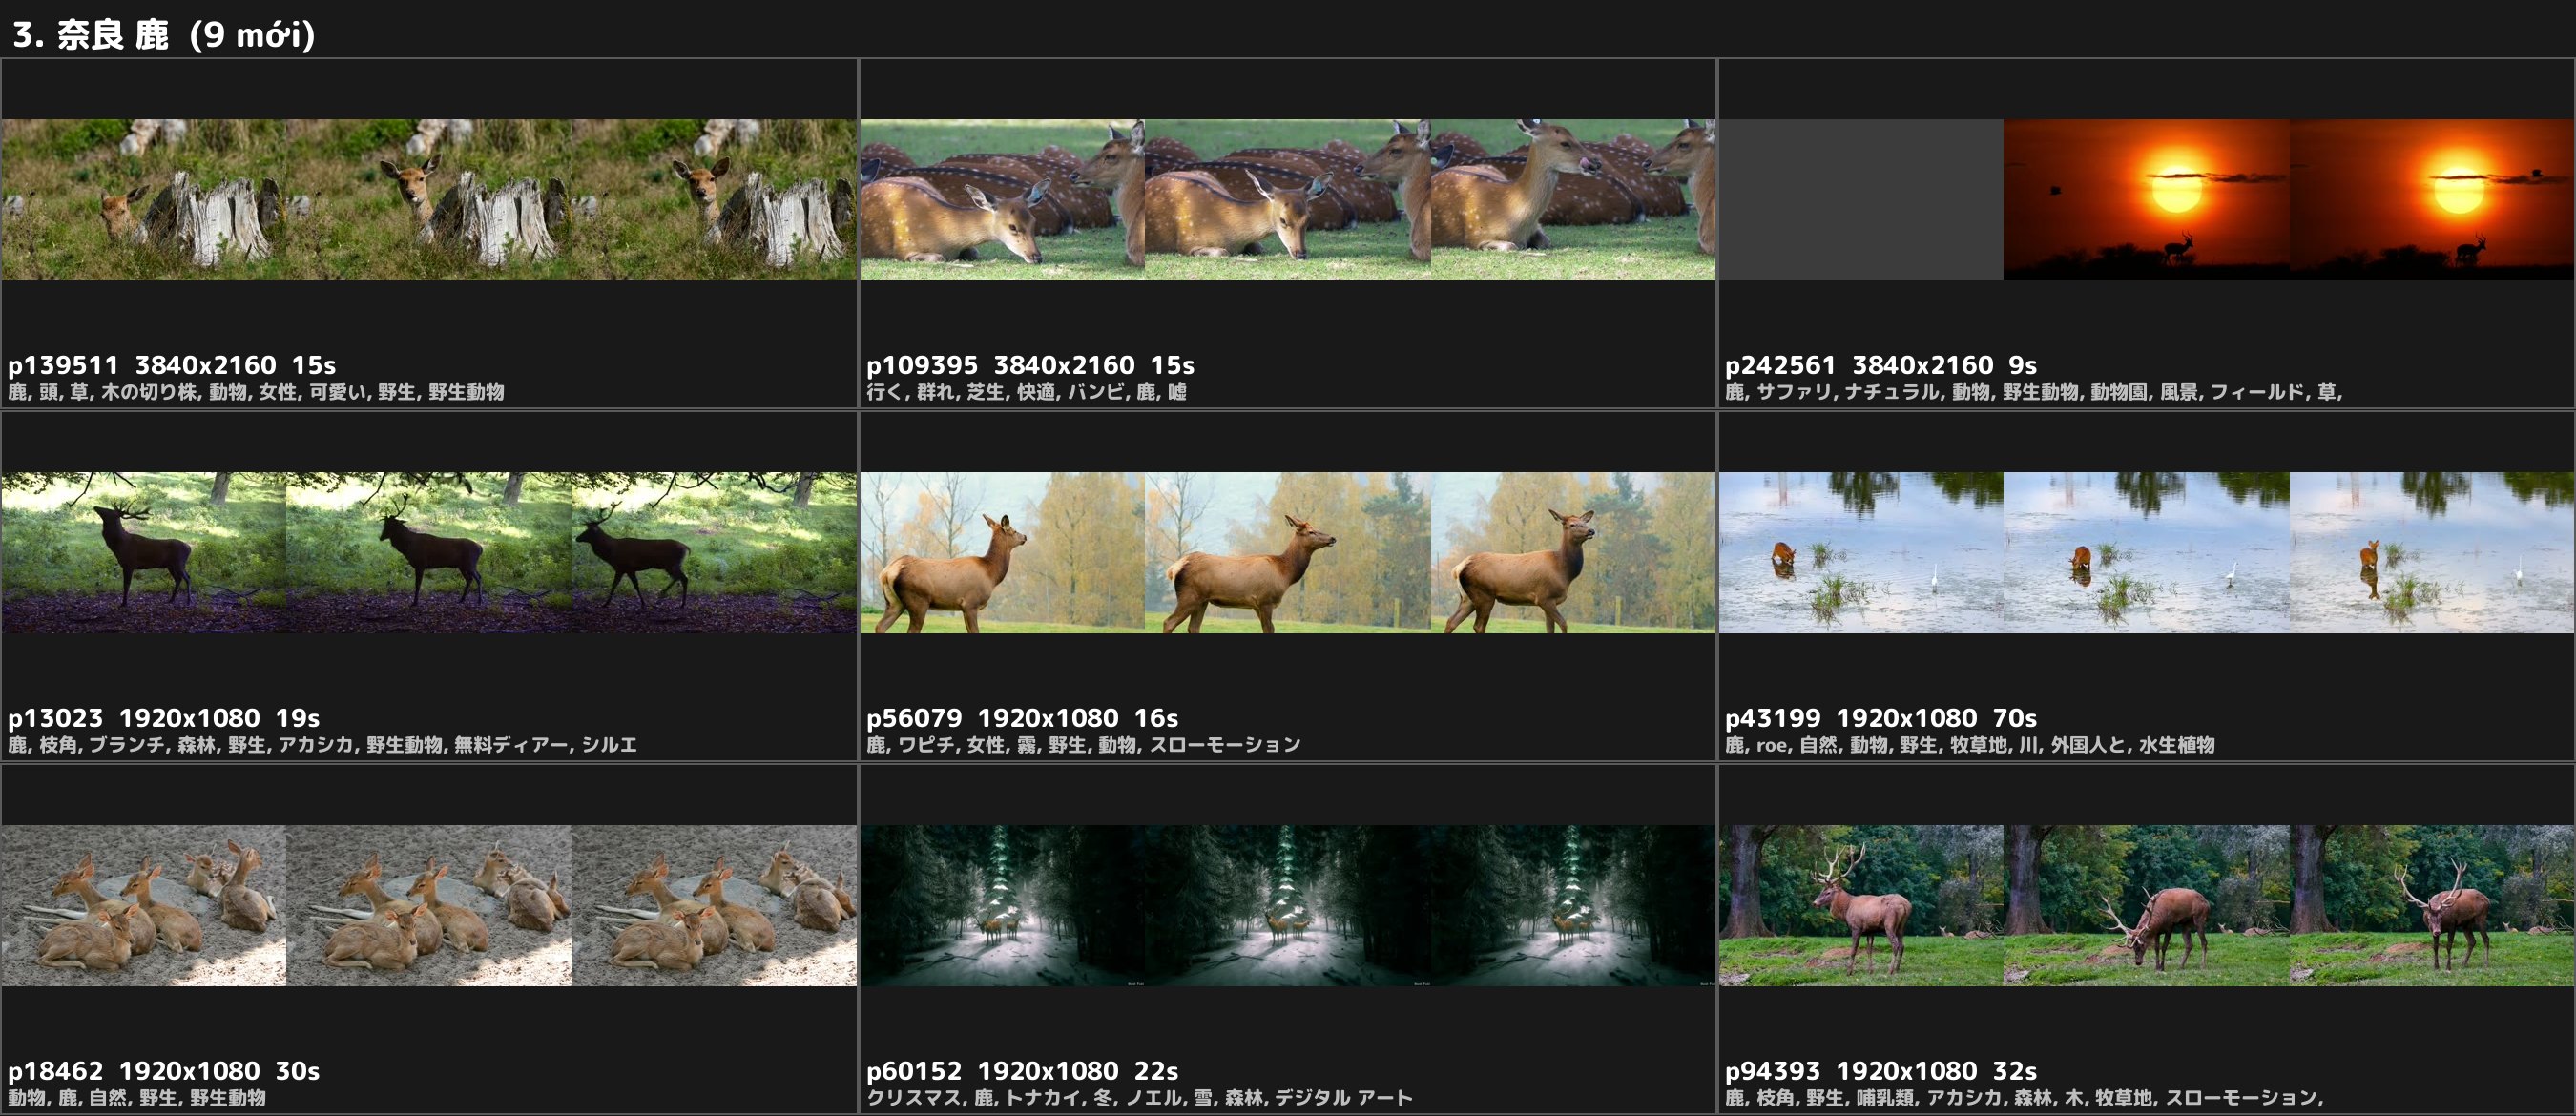 3. 奈良 鹿 (9 mới)
p139511 3840x2160 15s
鹿, 頭, 草, 木の切り株, 動物, 女性, 可愛い, 野生, 野生動物
p109395 3840x2160 15s
行く, 群れ, 芝生, 快適, バンビ, 鹿, 嘘
p242561 3840x2160 9s
鹿, サファリ, ナチュラル, 動物, 野生動物, 動物園, 風景, フィールド, 草,
p13023 1920x1080 19s
鹿, 枝角, ブランチ, 森林, 野生, アカシカ, 野生動物, 無料ディアー, シルエ
p56079 1920x1080 16s
鹿, ワピチ, 女性, 霧, 野生, 動物, スローモーション
p43199 1920x1080 70s
鹿, roe, 自然, 動物, 野生, 牧草地, 川, 外国人と, 水生植物
p18462 1920x1080 30s
動物, 鹿, 自然, 野生, 野生動物
p60152 1920x1080 22s
クリスマス, 鹿, トナカイ, 冬, ノエル, 雪, 森林, デジタル アート
p94393 1920x1080 32s
鹿, 枝角, 野生, 哺乳類, アカシカ, 森林, 木, 牧草地, スローモーション,